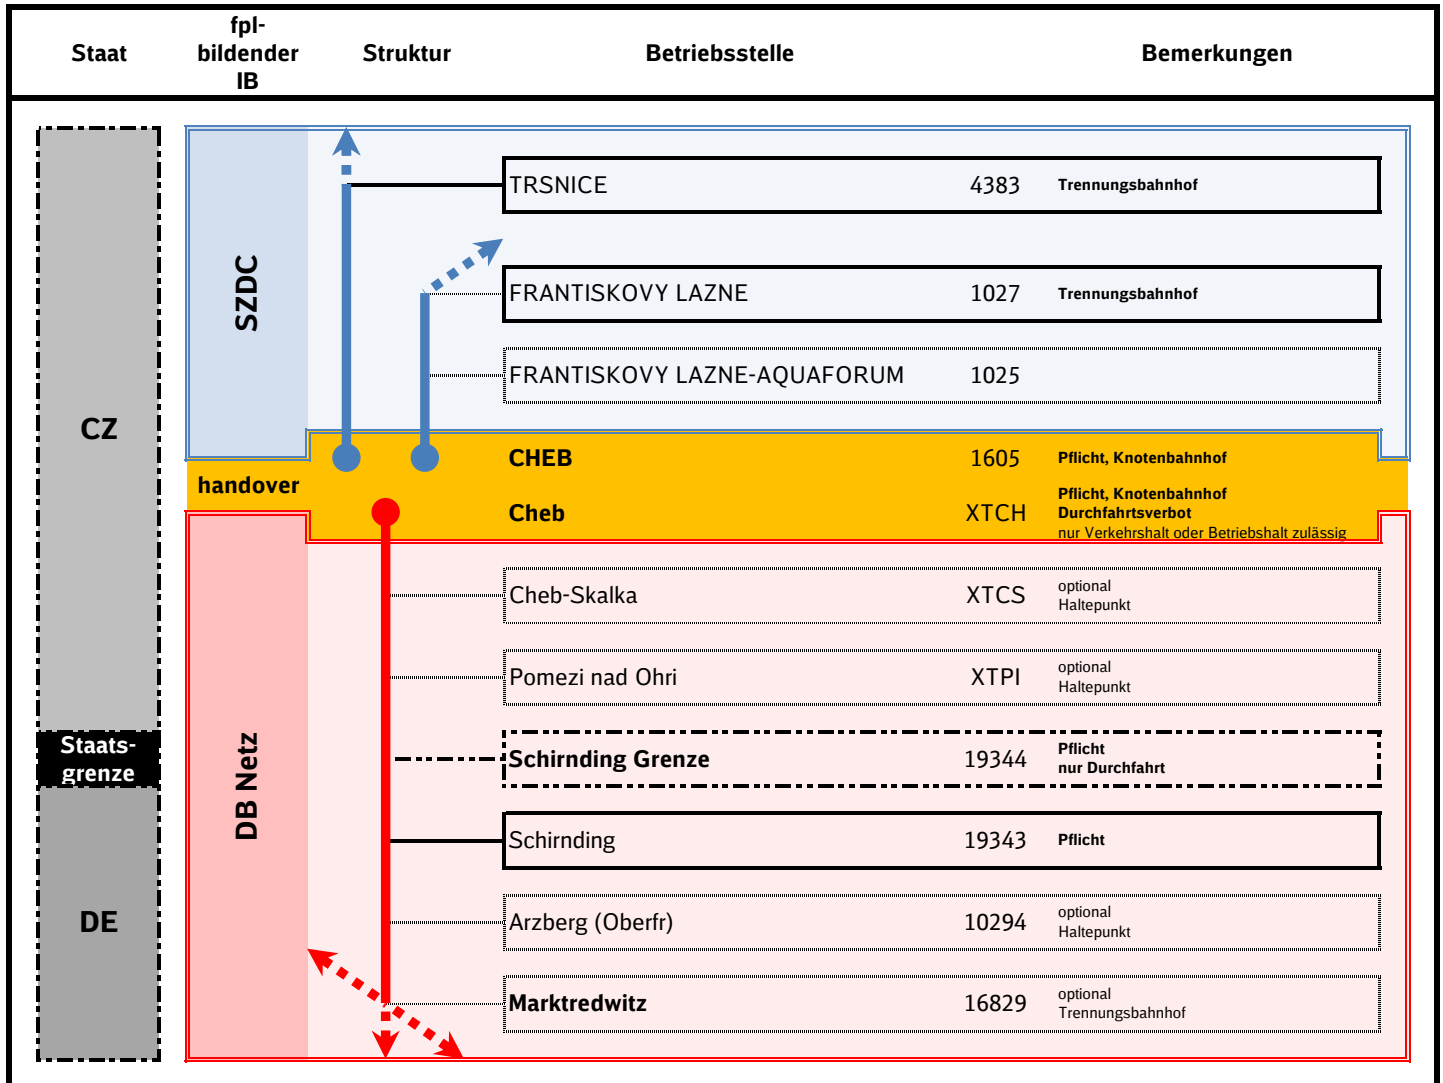 Staat
fpl-
bildender
IB
Struktur
Betriebsstelle
Bemerkungen
CZ
SZDC
TRSNICE 4383 Trennungsbahnhof
FRANTISKOVY LAZNE 1027 Trennungsbahnhof
FRANTISKOVY LAZNE-AQUAFORUM 1025
handover
CHEB 1605 Pflicht, Knotenbahnhof
Cheb XTCH Pflicht, Knotenbahnhof
Durchfahrtsverbot
nur Verkehrshalt oder Betriebshalt zulässig
DB Netz
Cheb-Skalka XTCS optional
Haltepunkt
Pomezi nad Ohri XTPI optional
Haltepunkt
Staats-
grenze
Schirnding Grenze 19344 Pflicht
nur Durchfahrt
DE
Schirnding 19343 Pflicht
Arzberg (Oberfr) 10294 optional
Haltepunkt
Marktredwitz 16829 optional
Trennungsbahnhof